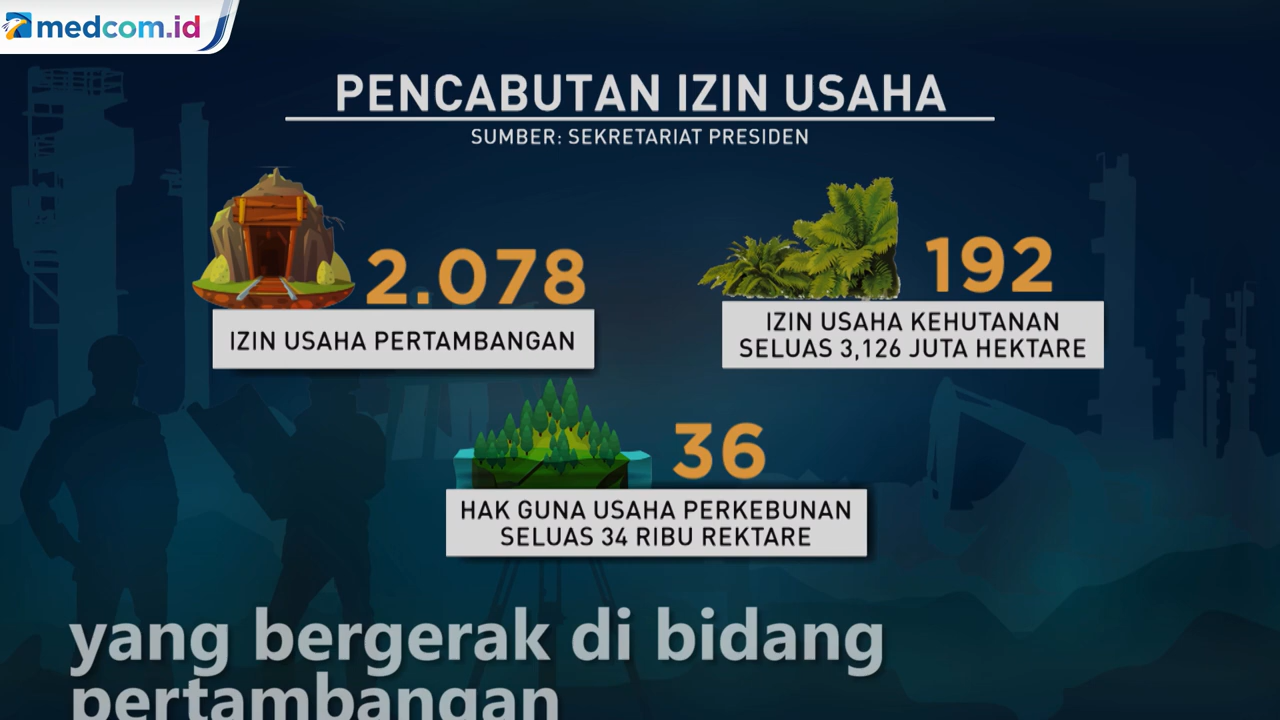 medcom.id
PENCABUTAN IZIN USAHA
SUMBER: SEKRETARIAT PRESIDEN
2.078
IZIN USAHA PERTAMBANGAN
192
IZIN USAHA KEHUTANAN
SELUAS 3,126 JUTA HEKTARE
36
HAK GUNA USAHA PERKEBUNAN
SELUAS 34 RIBU REKTARE
yang bergerak di bidang
pertambangan